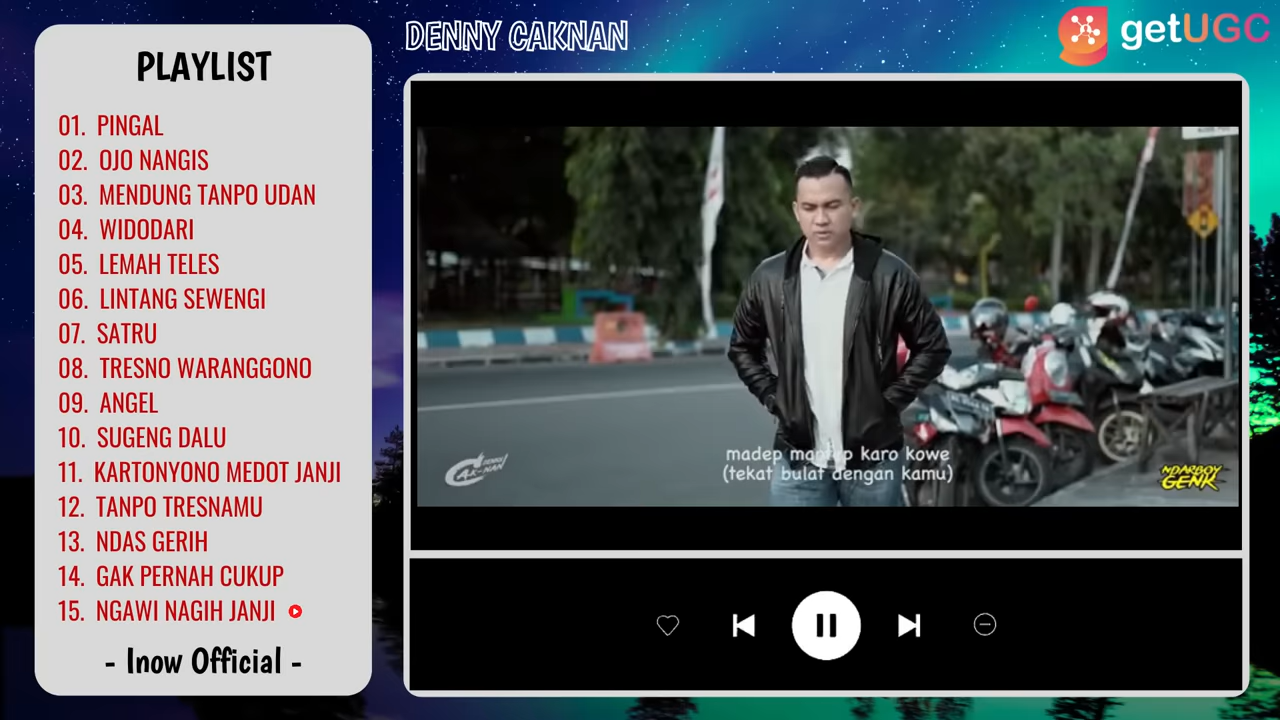 PLAYLIST
01. PINGAL
02. OJO NANGIS
03. MENDUNG TANPO UDAN
04. WIDODARI
05. LEMAH TELES
06. LINTANG SEWENGI
07. SATRU
08. TRESNO WARANGGONO
09. ANGEL
10. SUGENG DALU
11. KARTONYONO MEDOT JANJI
12. TANPO TRESNAMU
13. NDAS GERIH
14. GAK PERNAH CUKUP
15. NGAWI NAGIH JANJI
- Inow Official -
DENNY CAKNAN
getUGC
madep mantep karo kowe
(tekat bulat dengan kamu)
DENNY
CAK-NAN
NDARBOY
GENK